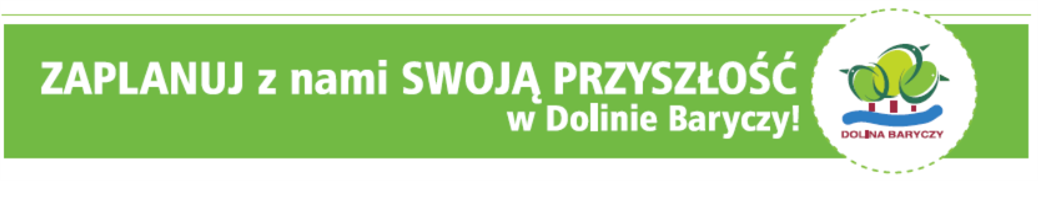 ZAPLANUJ z nami SWOJĄ PRZYSZŁOŚĆ
w Dolinie Baryczy!
DOLINA BARYCZY